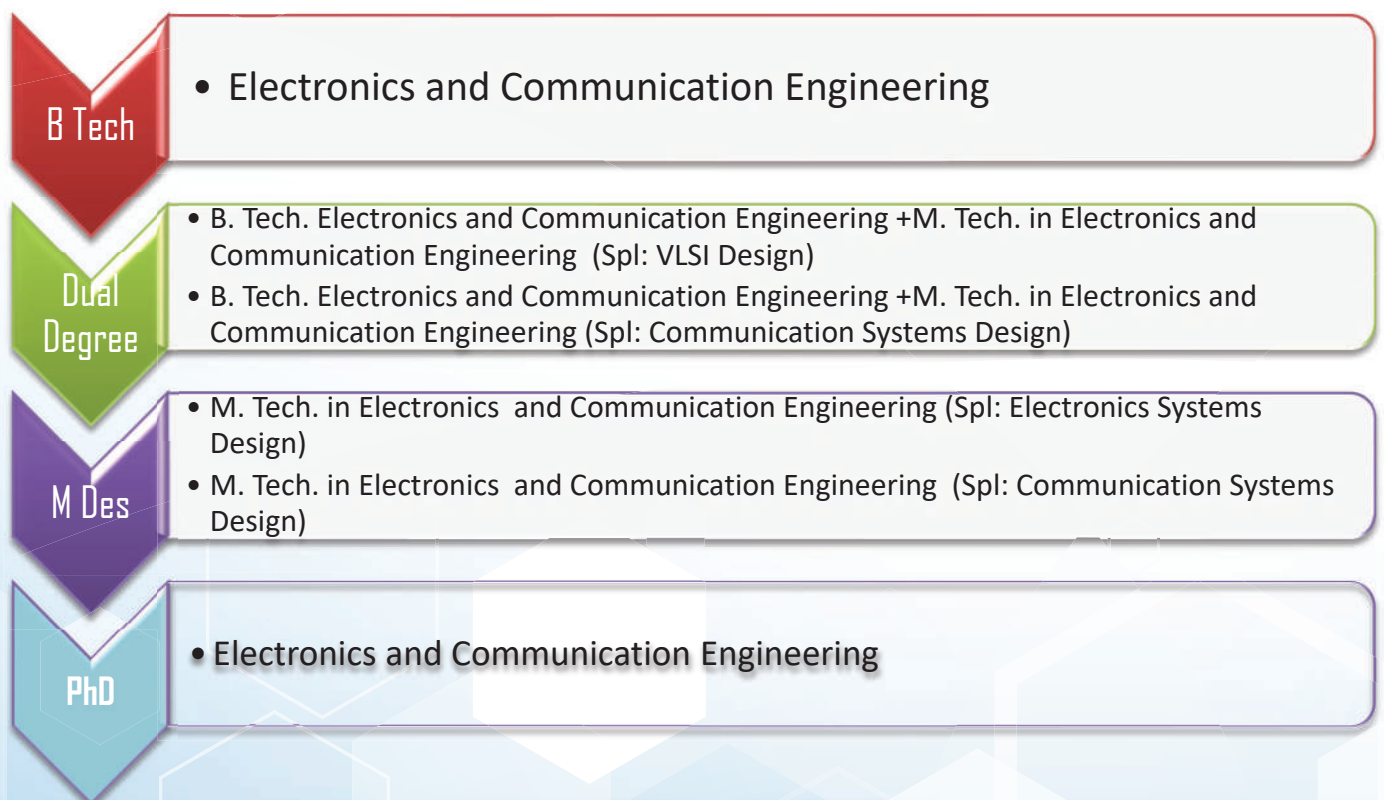 B Tech
• Electronics and Communication Engineering
Dual
Degree
• B. Tech. Electronics and Communication Engineering +M. Tech. in Electronics and
Communication Engineering (Spl: VLSI Design)
• B. Tech. Electronics and Communication Engineering +M. Tech. in Electronics and
Communication Engineering (Spl: Communication Systems Design)
M Des
• M. Tech. in Electronics and Communication Engineering (Spl: Electronics Systems
Design)
• M. Tech. in Electronics and Communication Engineering (Spl: Communication Systems
Design)
PhD
• Electronics and Communication Engineering